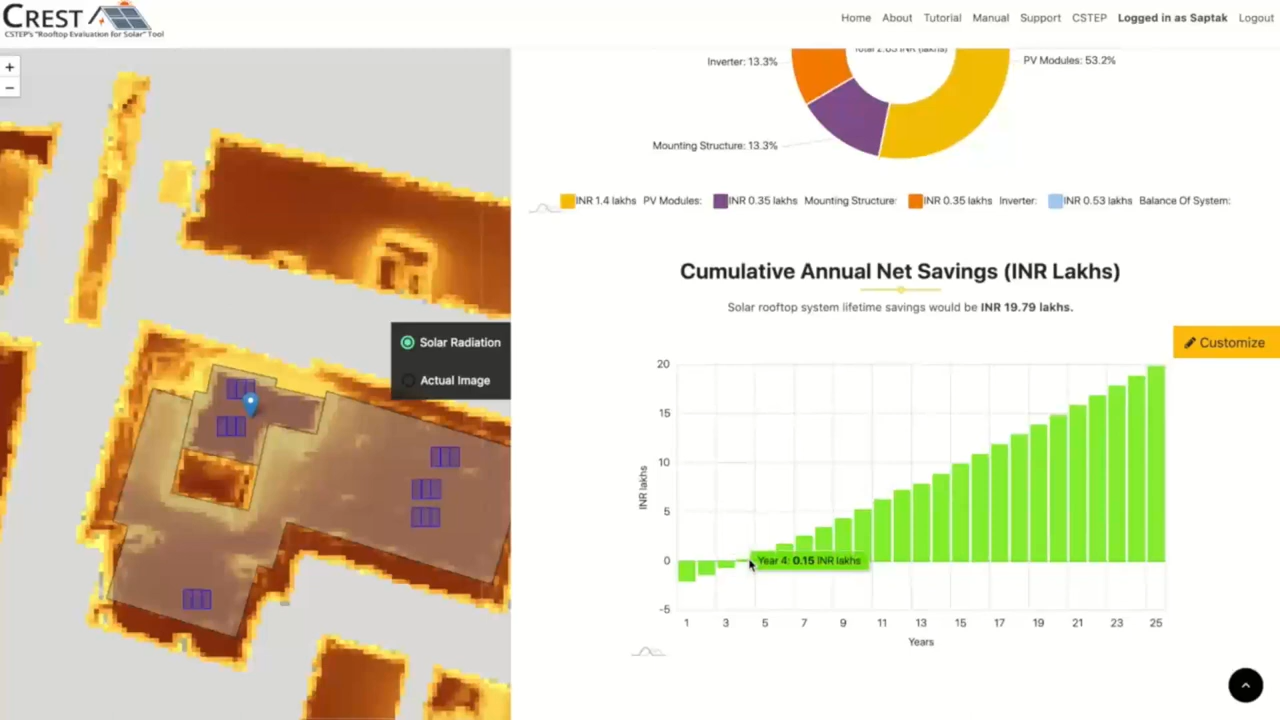 CREST
CSTEP's "Rooftop Evaluation for Solar" Tool
Home About Tutorial Manual Support CSTEP Logged in as Saptak Logout
+
−
Total 2.63 INR (lakhs)
Inverter: 13.3%
PV Modules: 53.2%
Mounting Structure: 13.3%
INR 1.4 lakhs PV Modules: INR 0.35 lakhs Mounting Structure: INR 0.35 lakhs Inverter: INR 0.53 lakhs Balance Of System:
Cumulative Annual Net Savings (INR Lakhs)
Solar rooftop system lifetime savings would be INR 19.79 lakhs.
Solar Radiation
Actual Image
Customize
20
15
10
5
0
-5
INR lakhs
Year 4: 0.15 INR lakhs
1 3 5 7 9 11 13 15 17 19 21 23 25
Years